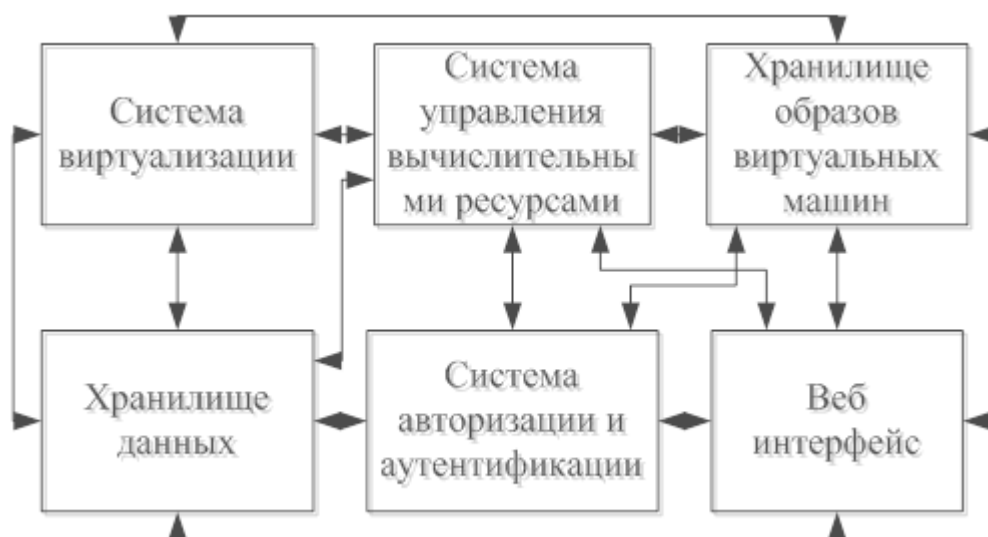 Система
виртуализации
Система
управления
вычислительны
ми ресурсами
Хранилище
образов
виртуальных
машин
Хранилище
данных
Система
авторизации и
аутентификации
Веб
интерфейс